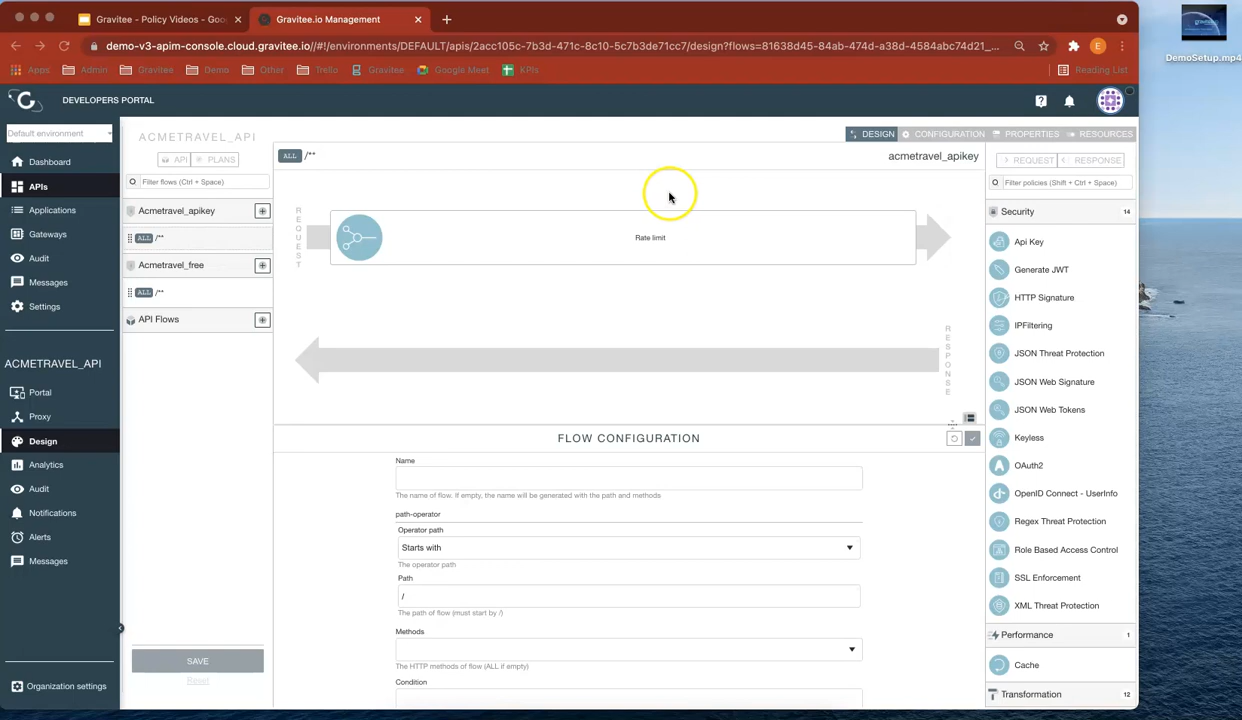 Gravitee - Policy Videos - Goo
Gravitee.io Management
demo-v3-apim-console.cloud.gravitee.io//#!/environments/DEFAULT/apis/2acc105c-7b3d-471c-8c10-5c7b3de71cc7/design?flows=81638d45-84ab-474d-a38d-4584abc74d21_...
E
Apps
Admin
Gravitee
Demo
Other
Trello
Gravitee
Google Meet
KPIs
Reading List
DemoSetup.mp4
DEVELOPERS PORTAL
Default environment
Dashboard
APIs
Applications
Gateways
Audit
Messages
Settings
ACMETRAVEL_API
Portal
Proxy
Design
Analytics
Audit
Notifications
Alerts
Messages
Organization settings
ACMETRAVEL_API
API
PLANS
Filter flows (Ctrl + Space)
Acmetravel_apikey
ALL /**
Acmetravel_free
ALL /**
API Flows
SAVE
Reset
DESIGN
CONFIGURATION
PROPERTIES
RESOURCES
ALL /**
acmetravel_apikey
REQUEST
Rate limit
RESPONSE
FLOW CONFIGURATION
Name
The name of flow. If empty, the name will be generated with the path and methods
path-operator
Operator path
Starts with
The operator path
Path
/
The path of flow (must start by /)
Methods
The HTTP methods of flow (ALL if empty)
Condition
REQUEST
RESPONSE
Filter policies (Shift + Ctrl + Space)
Security 14
Api Key
Generate JWT
HTTP Signature
IPFiltering
JSON Threat Protection
JSON Web Signature
JSON Web Tokens
Keyless
OAuth2
OpenID Connect - UserInfo
Regex Threat Protection
Role Based Access Control
SSL Enforcement
XML Threat Protection
Performance 1
Cache
Transformation 12